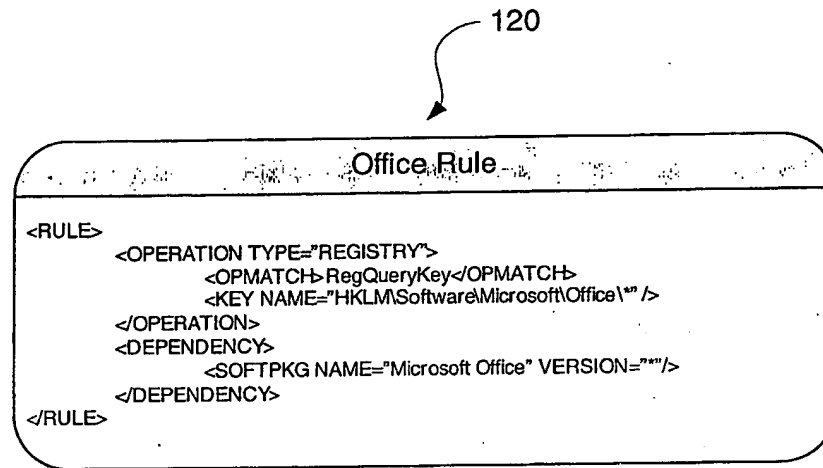 120
Office Rule
<RULE>
<OPERATION TYPE="REGISTRY">
<OPMATCH>RegQueryKey</OPMATCH>
<KEY NAME="HKLM\Software\Microsoft\Office\*" />
</OPERATION>
<DEPENDENCY>
<SOFTPKG NAME="Microsoft Office" VERSION="*"/>
</DEPENDENCY>
</RULE>